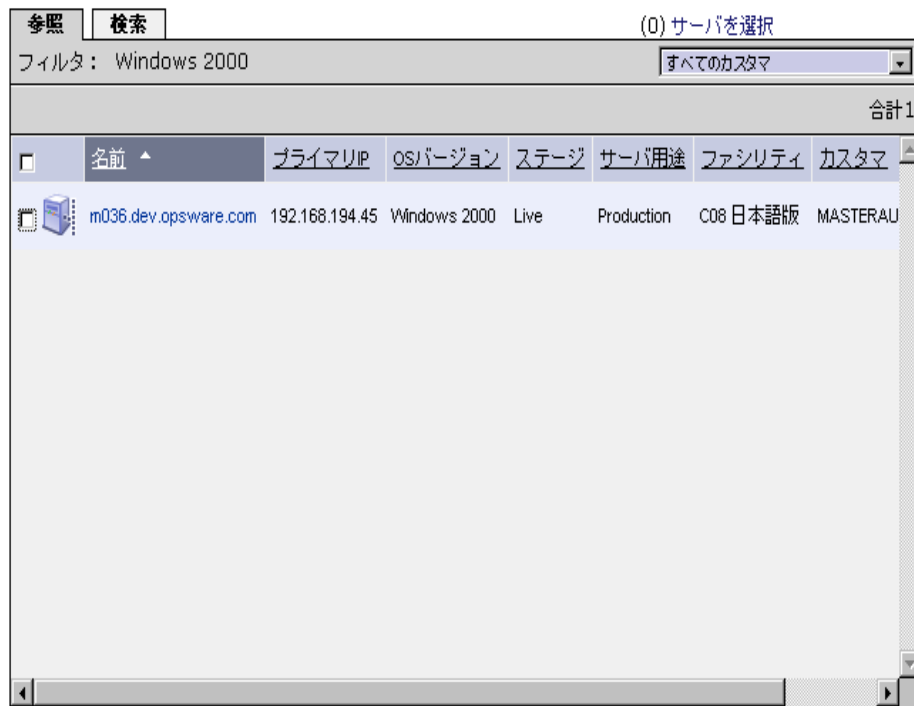 参照 検索 (0) サーバを選択
フィルタ： Windows 2000 すべてのカスタマ
合計1
名前 プライマリIP OSバージョン ステージ サーバ用途 ファシリティ カスタマ
m036.dev.opsware.com 192.168.194.45 Windows 2000 Live Production C08 日本語版 MASTERAU